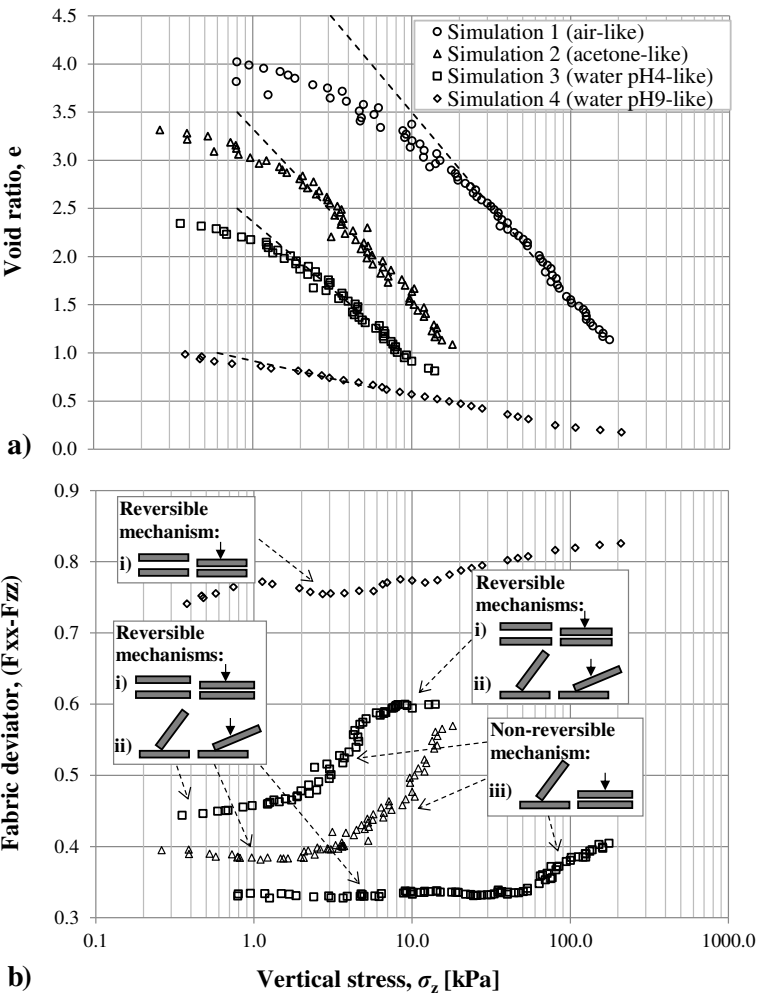 4.5
4.0
3.5
3.0
2.5
2.0
1.5
1.0
0.5
0.0
Void ratio, e
Simulation 1 (air-like)
Simulation 2 (acetone-like)
Simulation 3 (water pH4-like)
Simulation 4 (water pH9-like)
a)
0.9
0.8
0.7
0.6
0.5
0.4
0.3
Fabric deviator, (Fxx-Fzz)
Reversible
mechanism:
i)
Reversible
mechanisms:
i)
ii)
Reversible
mechanisms:
i)
ii)
Non-reversible
mechanism:
iii)
0.1
1.0
10.0
100.0
1000.0
b)
Vertical stress, σz [kPa]